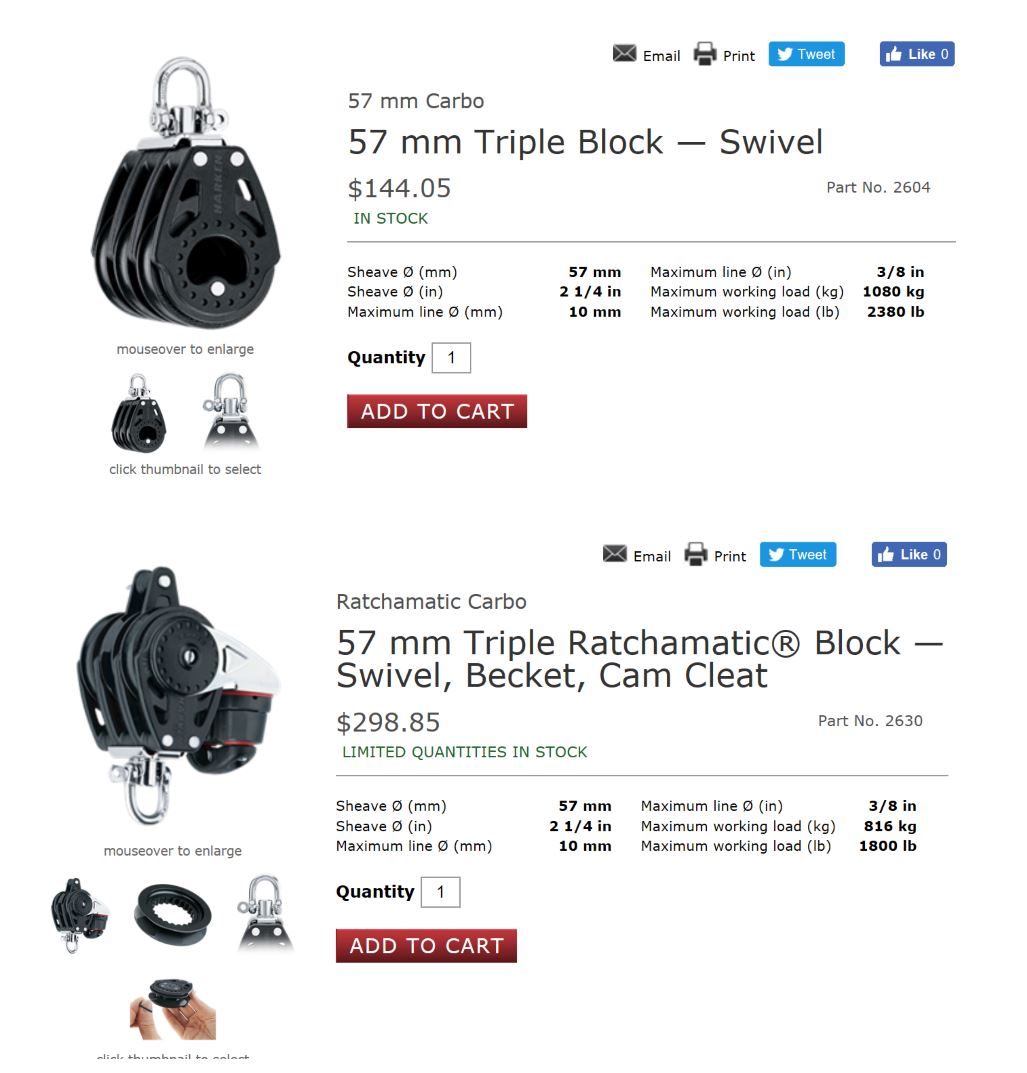 Email Print Tweet Like 0
57 mm Carbo
57 mm Triple Block — Swivel
$144.05 Part No. 2604
IN STOCK
HARKEN
Sheave Ø (mm) 57 mm Maximum line Ø (in) 3/8 in
Sheave Ø (in) 2 1/4 in Maximum working load (kg) 1080 kg
Maximum line Ø (mm) 10 mm Maximum working load (lb) 2380 lb
mouseover to enlarge
Quantity 1
ADD TO CART
click thumbnail to select
Email Print Tweet Like 0
Ratchamatic Carbo
57 mm Triple Ratchamatic® Block —
Swivel, Becket, Cam Cleat
$298.85 Part No. 2630
LIMITED QUANTITIES IN STOCK
Sheave Ø (mm) 57 mm Maximum line Ø (in) 3/8 in
Sheave Ø (in) 2 1/4 in Maximum working load (kg) 816 kg
Maximum line Ø (mm) 10 mm Maximum working load (lb) 1800 lb
mouseover to enlarge
Quantity 1
ADD TO CART
click thumbnail to select